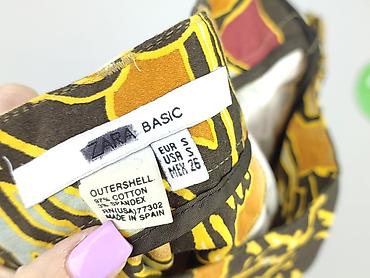 ZARA BASIC
EUR S
USA S
MEX 26
OUTERSHELL
97% COTTON
3% SPANDEX
RN(USA)77302
MADE IN SPAIN